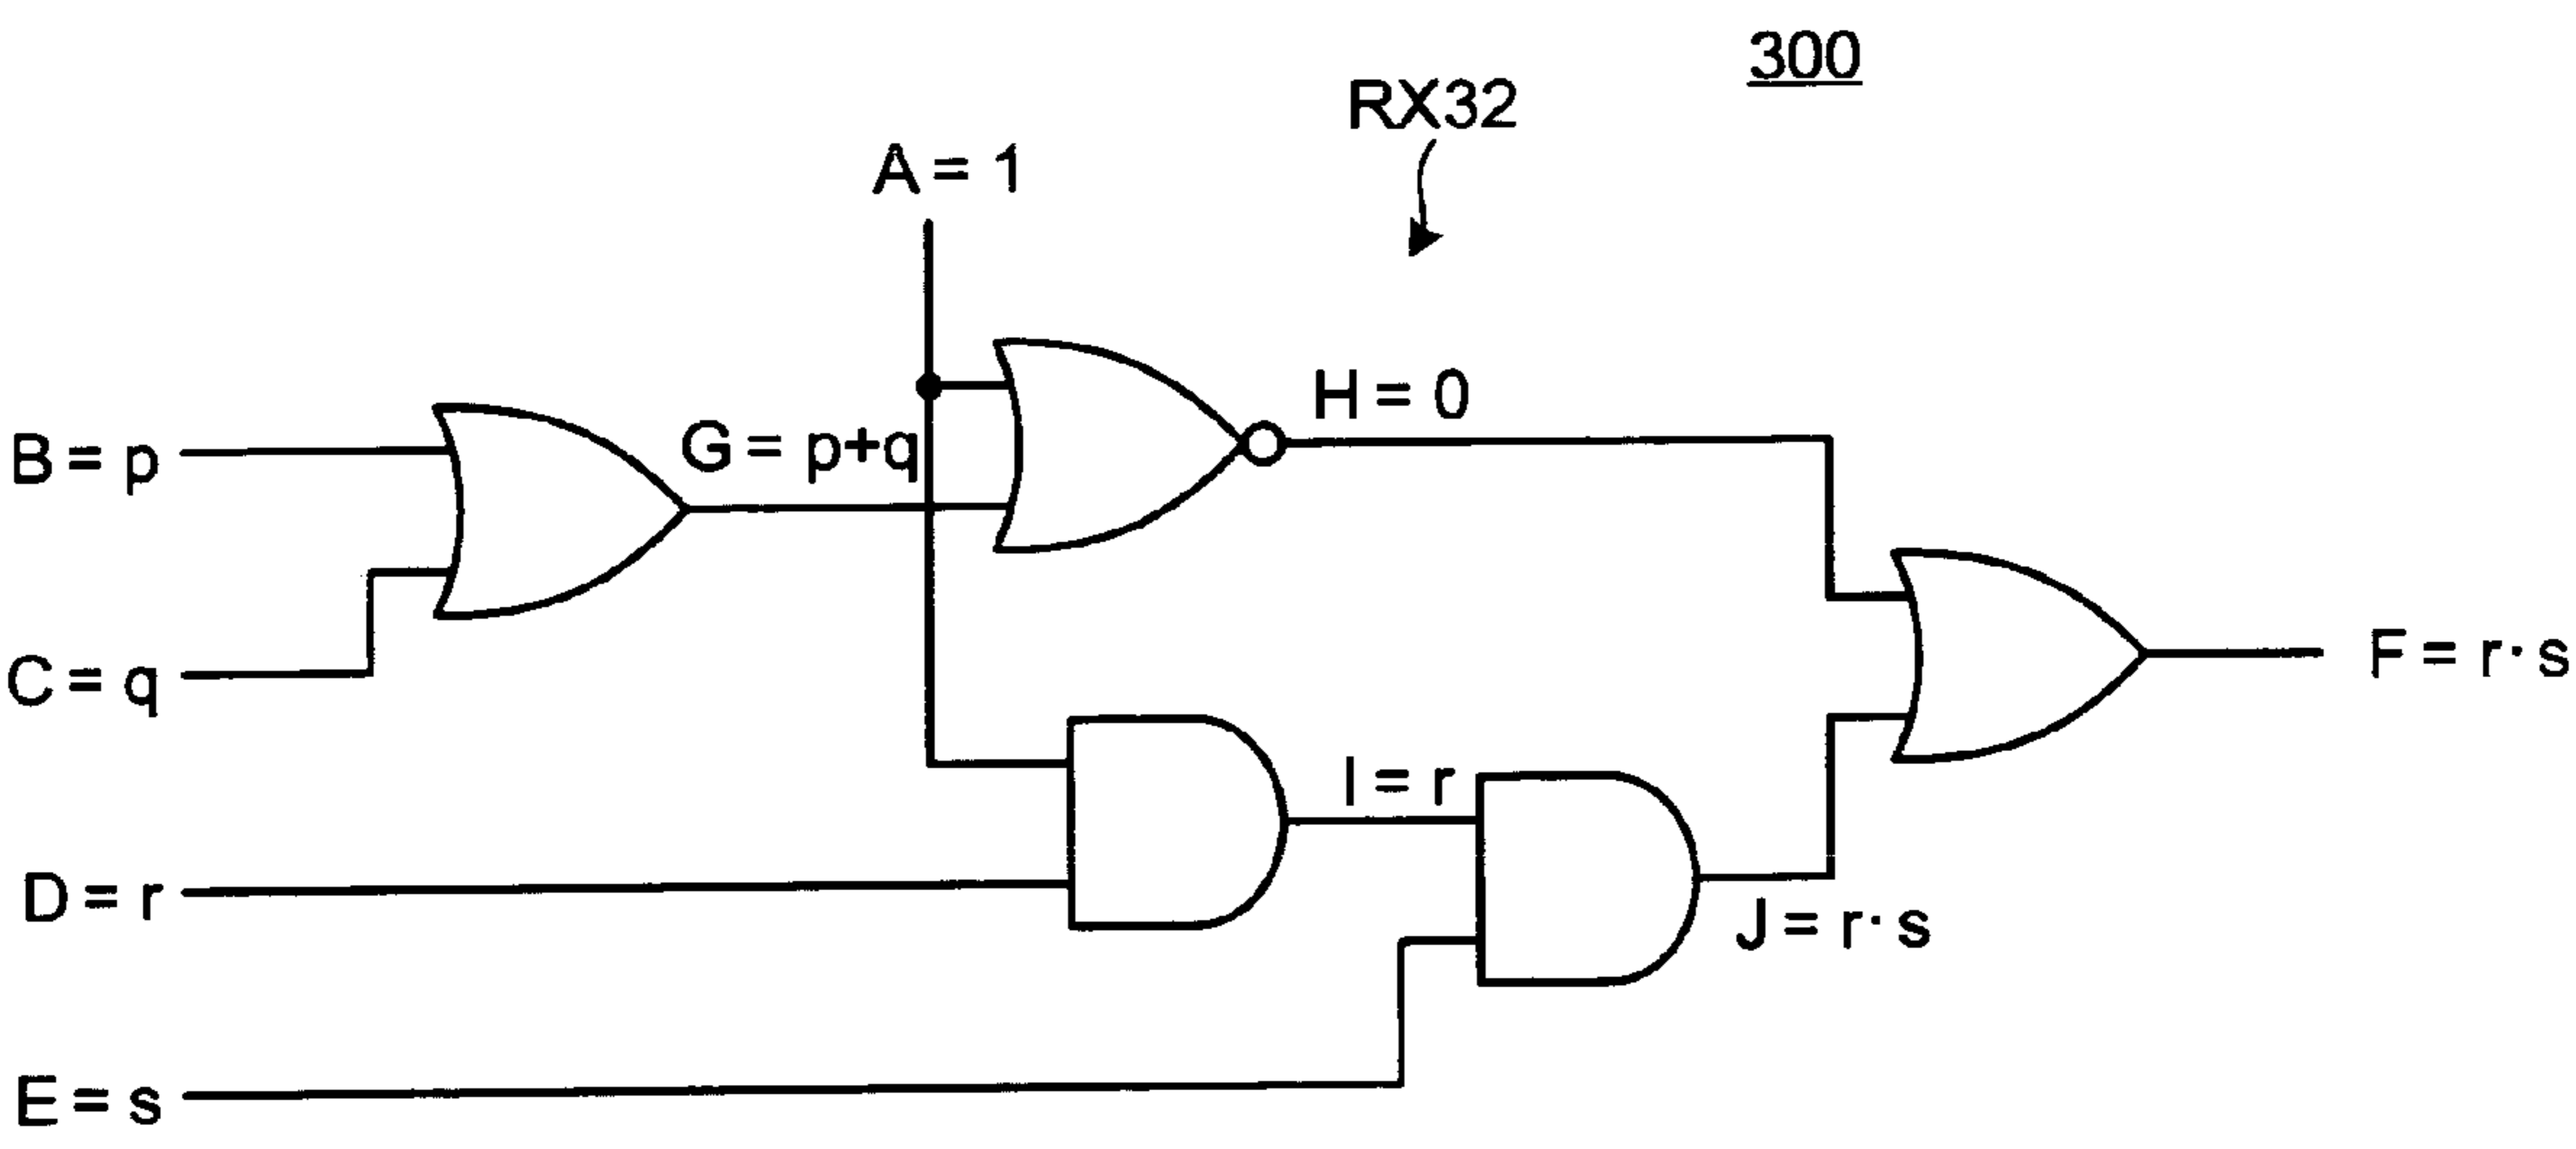 300
RX32
A = 1
H = 0
B = p
G = p+q
F = r· s
C = q
I = r
D = r
J = r· s
E = s